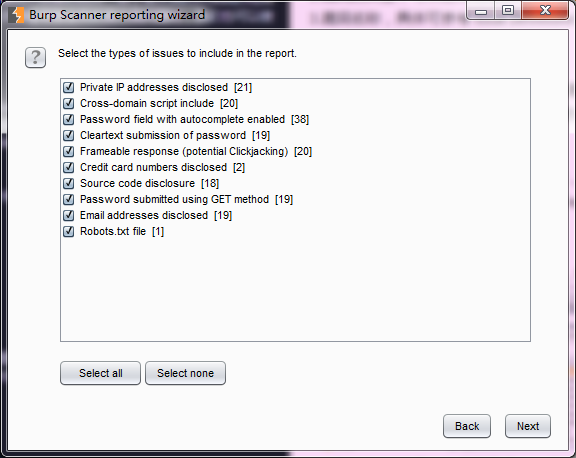 Burp Scanner reporting wizard
Select the types of issues to include in the report.
Private IP addresses disclosed [21]
Cross-domain script include [20]
Password field with autocomplete enabled [38]
Cleartext submission of password [19]
Frameable response (potential Clickjacking) [20]
Credit card numbers disclosed [2]
Source code disclosure [18]
Password submitted using GET method [19]
Email addresses disclosed [19]
Robots.txt file [1]
Select all Select none
Back Next